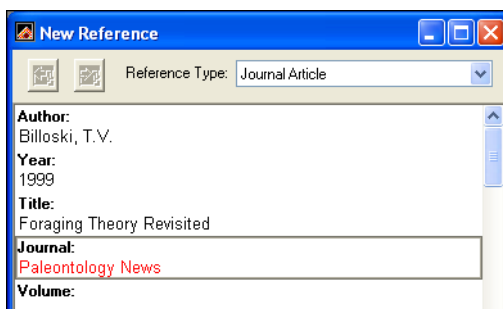 New Reference
Reference Type: Journal Article
Author:
Billoski, T.V.
Year:
1999
Title:
Foraging Theory Revisited
Journal:
Paleontology News
Volume: